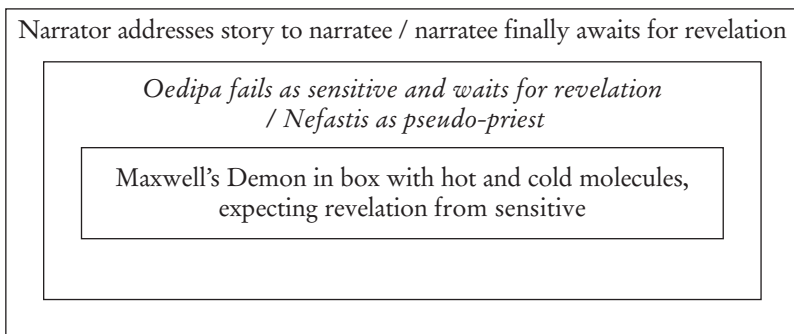 Narrator addresses story to narratee / narratee finally awaits for revelation
Oedipa fails as sensitive and waits for revelation
/ Nefastis as pseudo-priest
Maxwell’s Demon in box with hot and cold molecules,
expecting revelation from sensitive